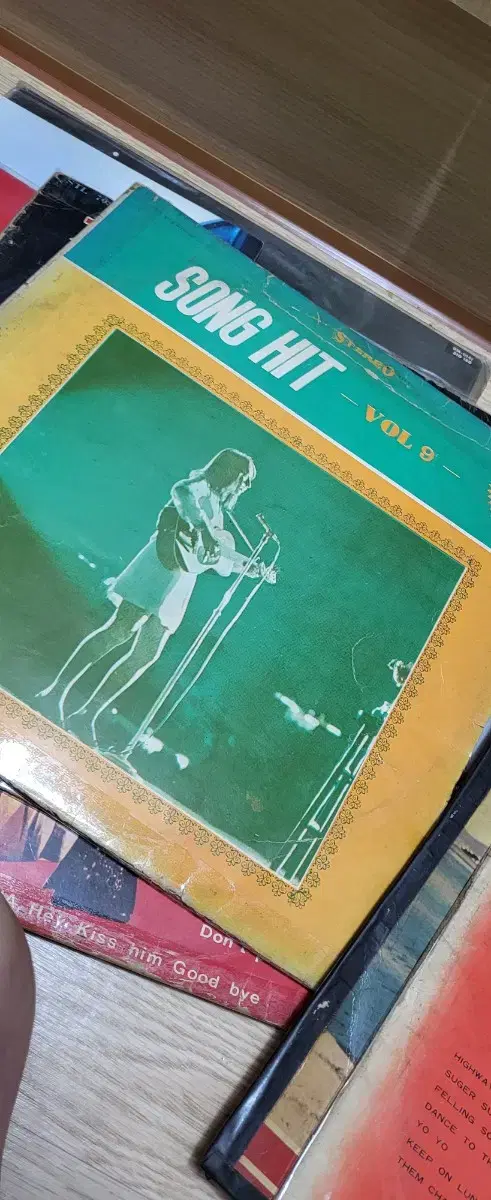 SONG HIT
STEREO
— VOL 9 —
Hey, Kiss him Good bye
Don't
HIGHWA
SUGER SU
FELLING SO
DANCE TO TH
YO YO
KEEP ON LUN
THEM CHA